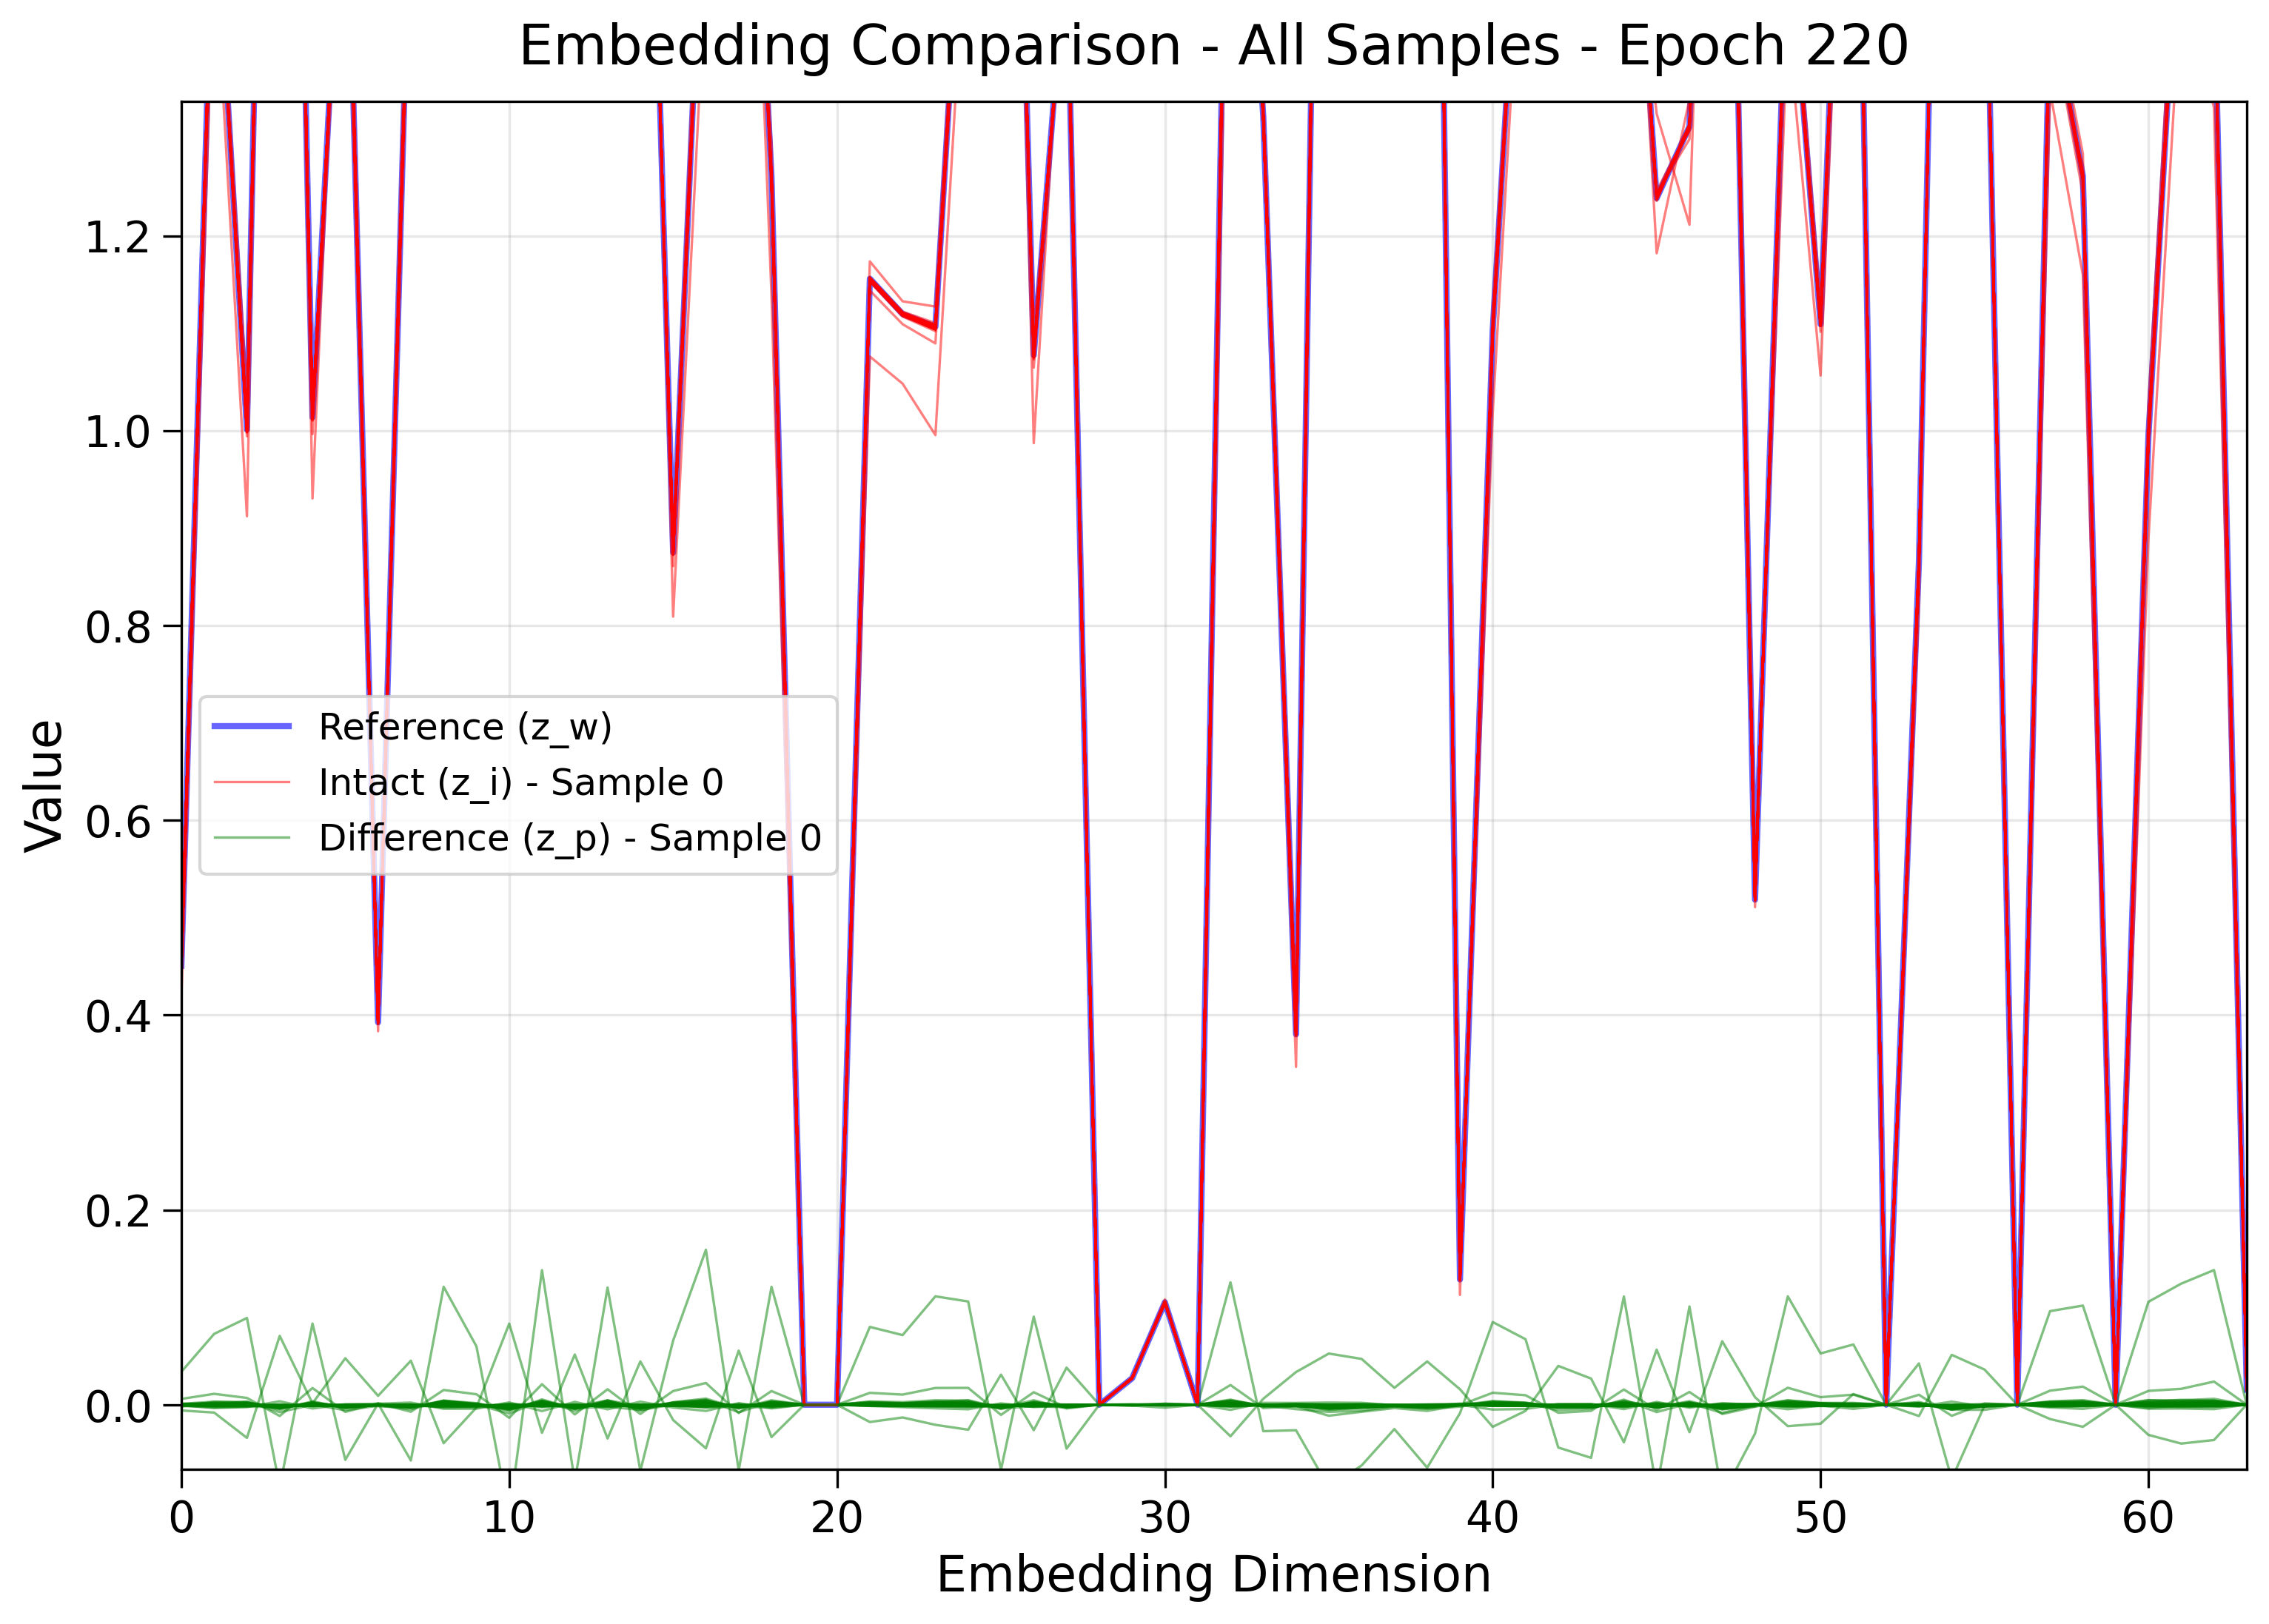 Embedding Comparison - All Samples - Epoch 220
Value
1.2
1.0
0.8
0.6
0.4
0.2
0.0
Reference (z_w)
Intact (z_i) - Sample 0
Difference (z_p) - Sample 0
0 10 20 30 40 50 60
Embedding Dimension